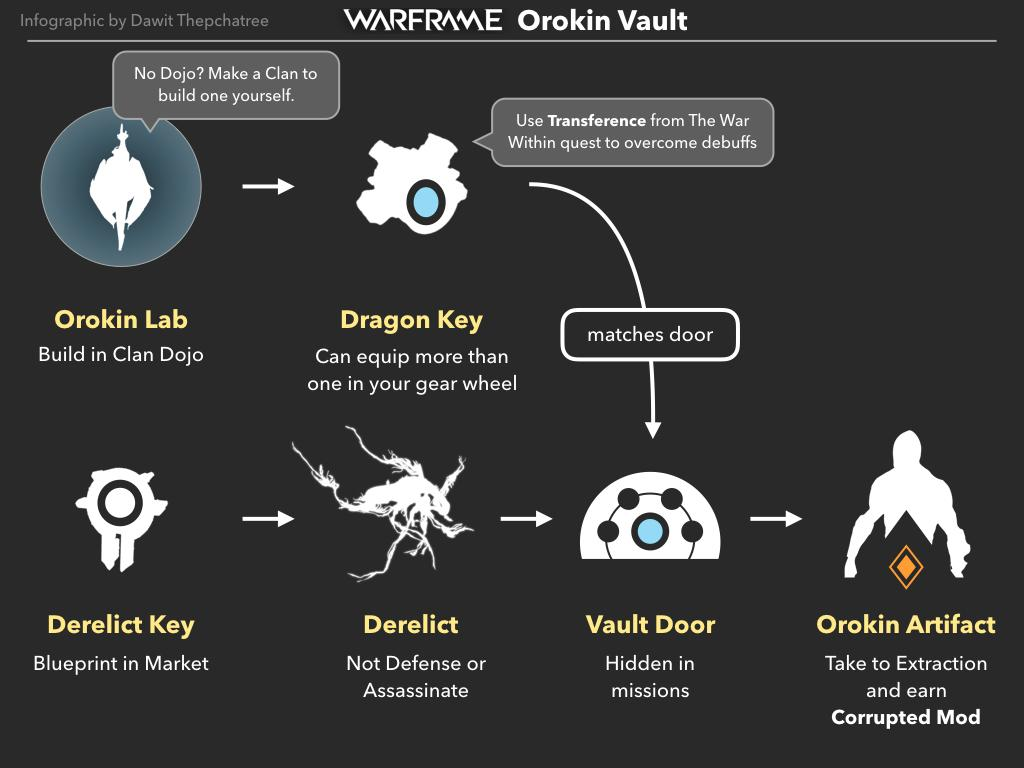 Infographic by Dawit Thepchatree
WARFRAME Orokin Vault
No Dojo? Make a Clan to
build one yourself.
Use Transference from The War
Within quest to overcome debuffs
Orokin Lab
Build in Clan Dojo
Dragon Key
Can equip more than
one in your gear wheel
matches door
Derelict Key
Blueprint in Market
Derelict
Not Defense or
Assassinate
Vault Door
Hidden in
missions
Orokin Artifact
Take to Extraction
and earn
Corrupted Mod